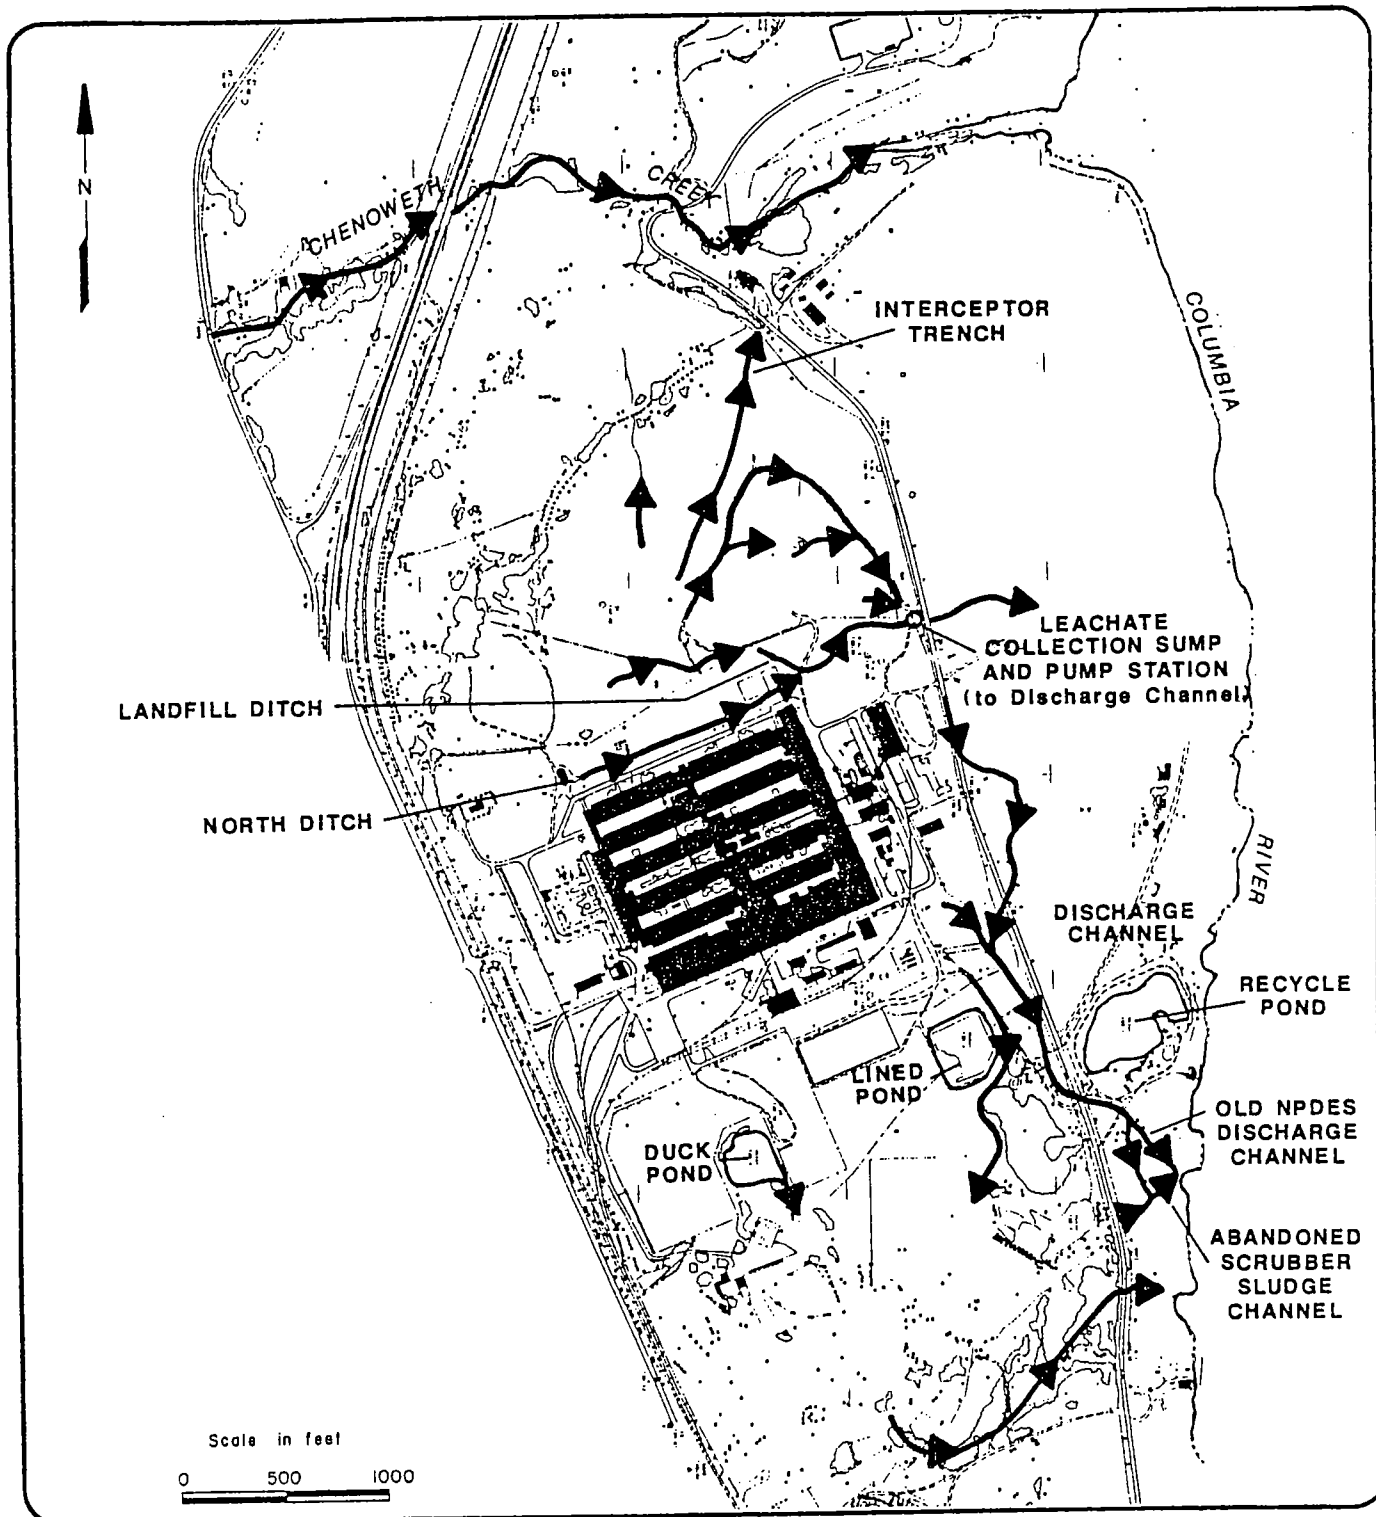 N
CHENOWETH
CREEK
INTERCEPTOR
TRENCH
COLUMBIA
LEACHATE
COLLECTION SUMP
AND PUMP STATION
(to Discharge Channel)
LANDFILL DITCH
NORTH DITCH
RIVER
DISCHARGE
CHANNEL
RECYCLE
POND
LINED
POND
OLD NPDES
DISCHARGE
CHANNEL
DUCK
POND
ABANDONED
SCRUBBER
SLUDGE
CHANNEL
Scale in feet
0 500 1000